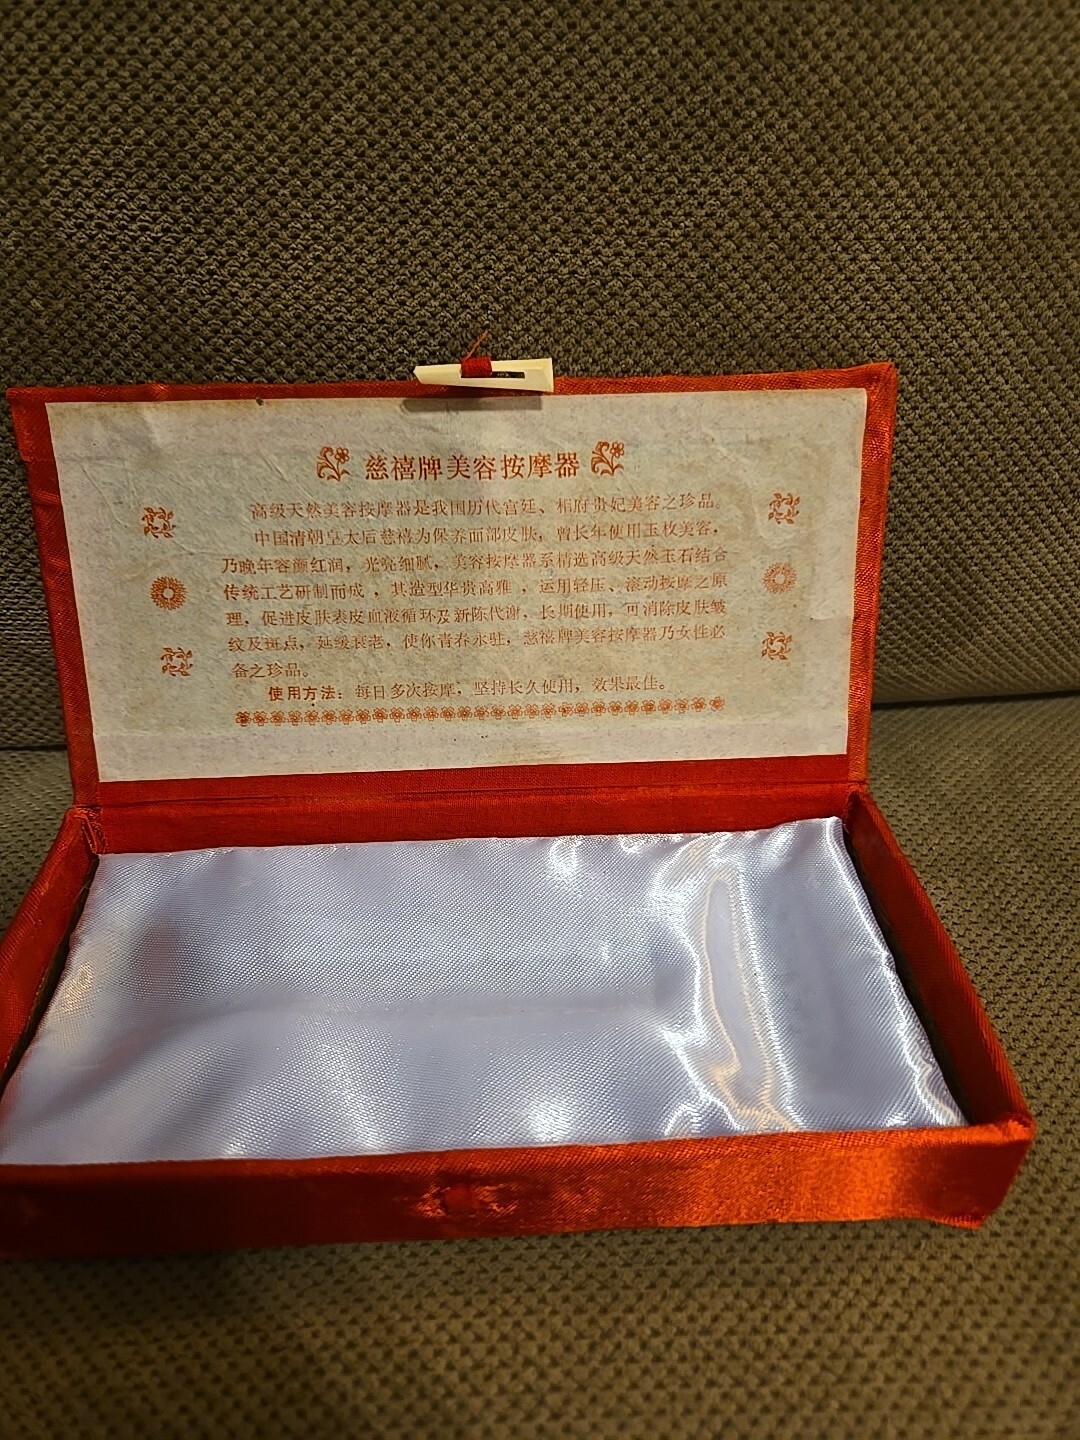 慈禧牌美容按摩器
高级天然美容按摩器是我国历代宫廷、相府贵妃美容之珍品。
中国清朝皇太后慈禧为保养面部皮肤，曾长年使用玉枚美容，
乃晚年容颜红润，光亮细腻，美容按摩器系精选高级天然玉石结合
传统工艺研制而成，其造型华贵高雅，运用轻压、滚动按摩之原
理，促进皮肤表皮血液循环及新陈代谢，长期使用，可消除皮肤皱
纹及斑点，延缓衰老，使你青春永驻，慈禧牌美容按摩器乃女性必
备之珍品。
使用方法：每日多次按摩，坚持长久使用，效果最佳。